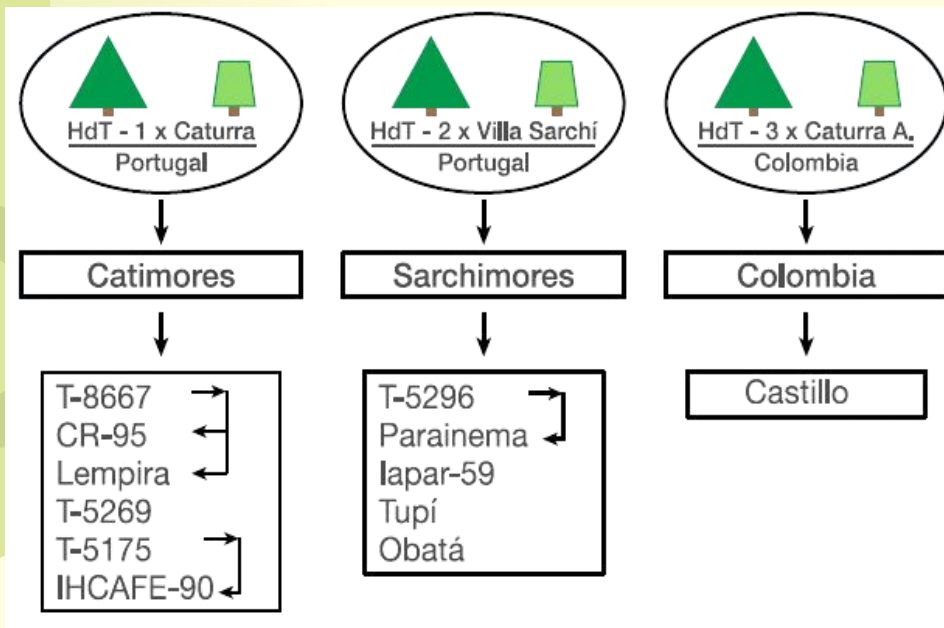 HdT - 1 x Caturra
Portugal
HdT - 2 x Villa Sarchí
Portugal
HdT - 3 x Caturra A.
Colombia
Catimores
Sarchimores
Colombia
T-8667
CR-95
Lempira
T-5269
T-5175
IHCAFE-90
T-5296
Parainema
Iapar-59
Tupí
Obatá
Castillo